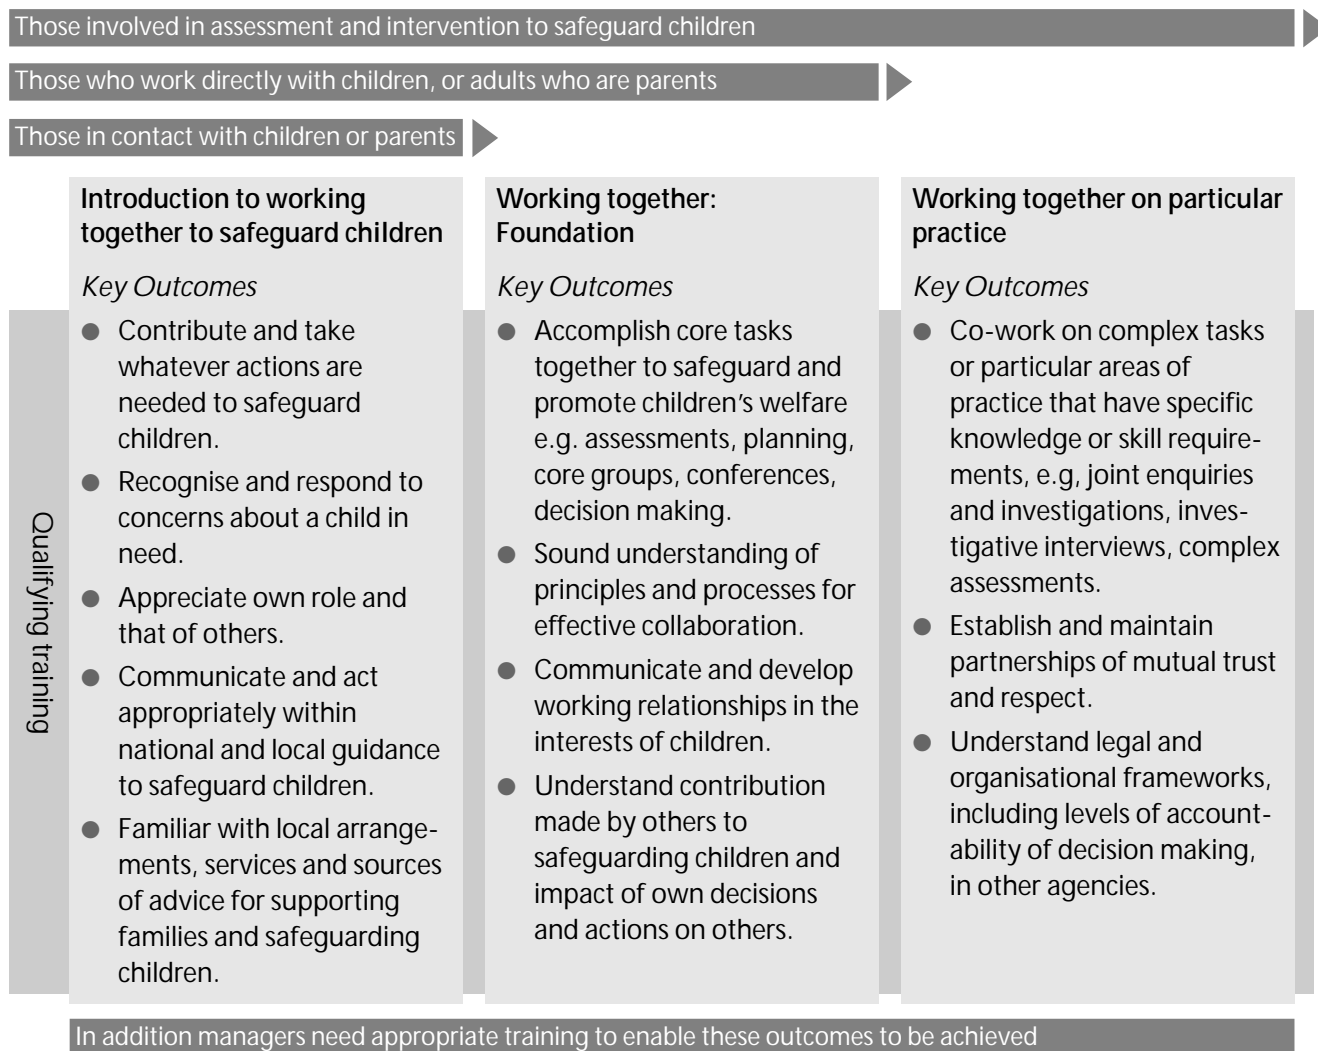 Those involved in assessment and intervention to safeguard children
Those who work directly with children, or adults who are parents
Those in contact with children or parents
Introduction to working
together to safeguard children
Key Outcomes
● Contribute and take
whatever actions are
needed to safeguard
children.
● Recognise and respond to
concerns about a child in
need.
● Appreciate own role and
that of others.
● Communicate and act
appropriately within
national and local guidance
to safeguard children.
● Familiar with local arrange-
ments, services and sources
of advice for supporting
families and safeguarding
children.
Working together:
Foundation
Key Outcomes
● Accomplish core tasks
together to safeguard and
promote children’s welfare
e.g. assessments, planning,
core groups, conferences,
decision making.
● Sound understanding of
principles and processes for
effective collaboration.
● Communicate and develop
working relationships in the
interests of children.
● Understand contribution
made by others to
safeguarding children and
impact of own decisions
and actions on others.
Working together on particular
practice
Key Outcomes
● Co-work on complex tasks
or particular areas of
practice that have specific
knowledge or skill require-
ments, e.g, joint enquiries
and investigations, inves-
tigative interviews, complex
assessments.
● Establish and maintain
partnerships of mutual trust
and respect.
● Understand legal and
organisational frameworks,
including levels of account-
ability of decision making,
in other agencies.
Qualifying training
In addition managers need appropriate training to enable these outcomes to be achieved